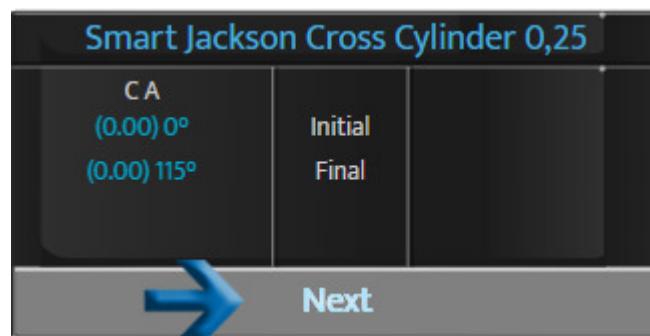 Smart Jackson Cross Cylinder 0,25
C A
(0.00) 0º Initial
(0.00) 115º Final
Next